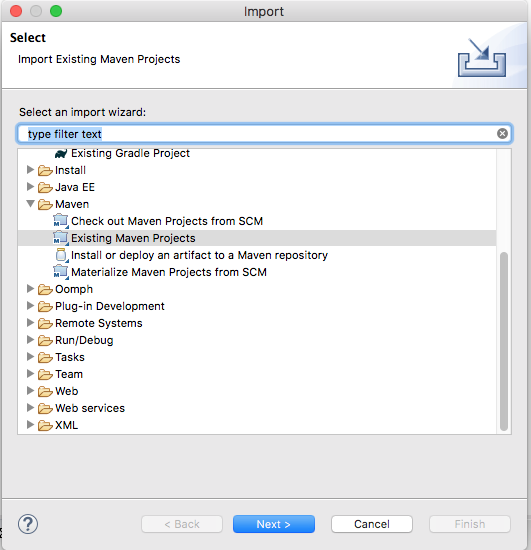 Import
Select
Import Existing Maven Projects
Select an import wizard:
type filter text
Existing Gradle Project
Install
Java EE
Maven
Check out Maven Projects from SCM
Existing Maven Projects
Install or deploy an artifact to a Maven repository
Materialize Maven Projects from SCM
Oomph
Plug-in Development
Remote Systems
Run/Debug
Tasks
Team
Web
Web services
XML
? < Back Next > Cancel Finish